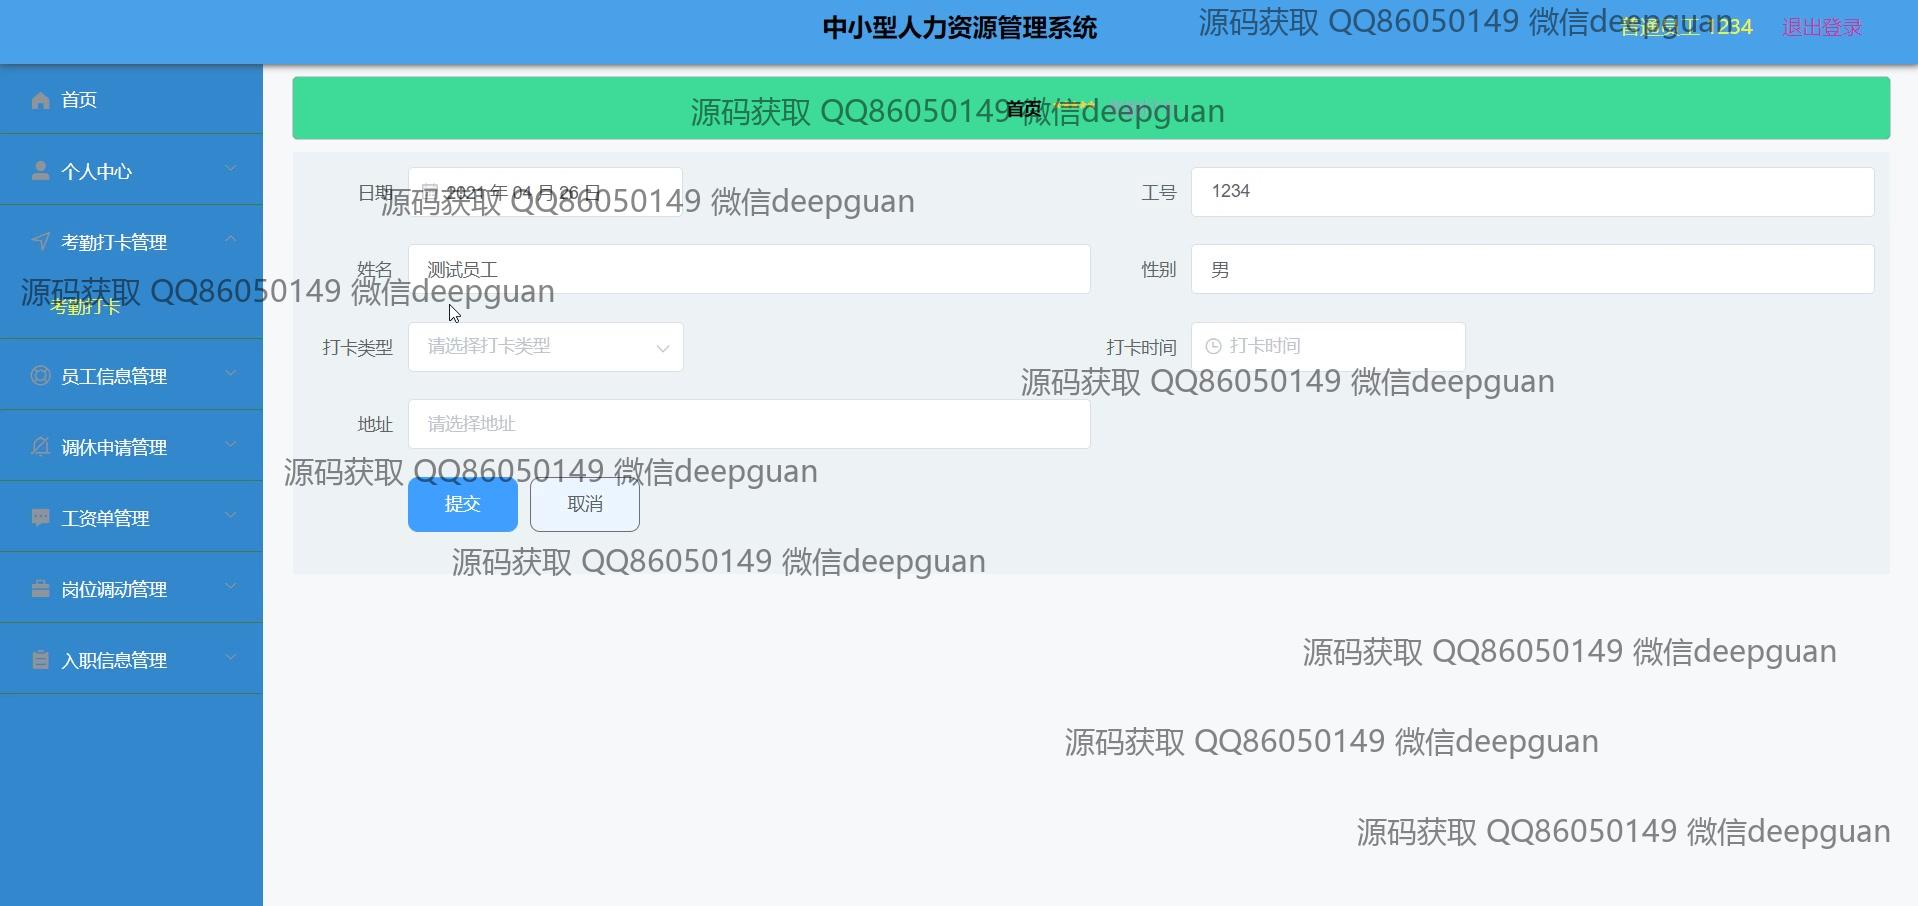 中小型人力资源管理系统
源码获取 QQ86050149 微信deepguan
普通员工 1234
退出登录
首页
个人中心
考勤打卡管理
考勤打卡
员工信息管理
调休申请管理
工资单管理
岗位调动管理
入职信息管理
首页
源码获取 QQ86050149 微信deepguan
日期
2021 年 04 月 26 日
工号
1234
源码获取 QQ86050149 微信deepguan
姓名
测试员工
性别
男
源码获取 QQ86050149 微信deepguan
打卡类型
请选择打卡类型
打卡时间
打卡时间
源码获取 QQ86050149 微信deepguan
地址
请选择地址
源码获取 QQ86050149 微信deepguan
提交
取消
源码获取 QQ86050149 微信deepguan
源码获取 QQ86050149 微信deepguan
源码获取 QQ86050149 微信deepguan
源码获取 QQ86050149 微信deepguan